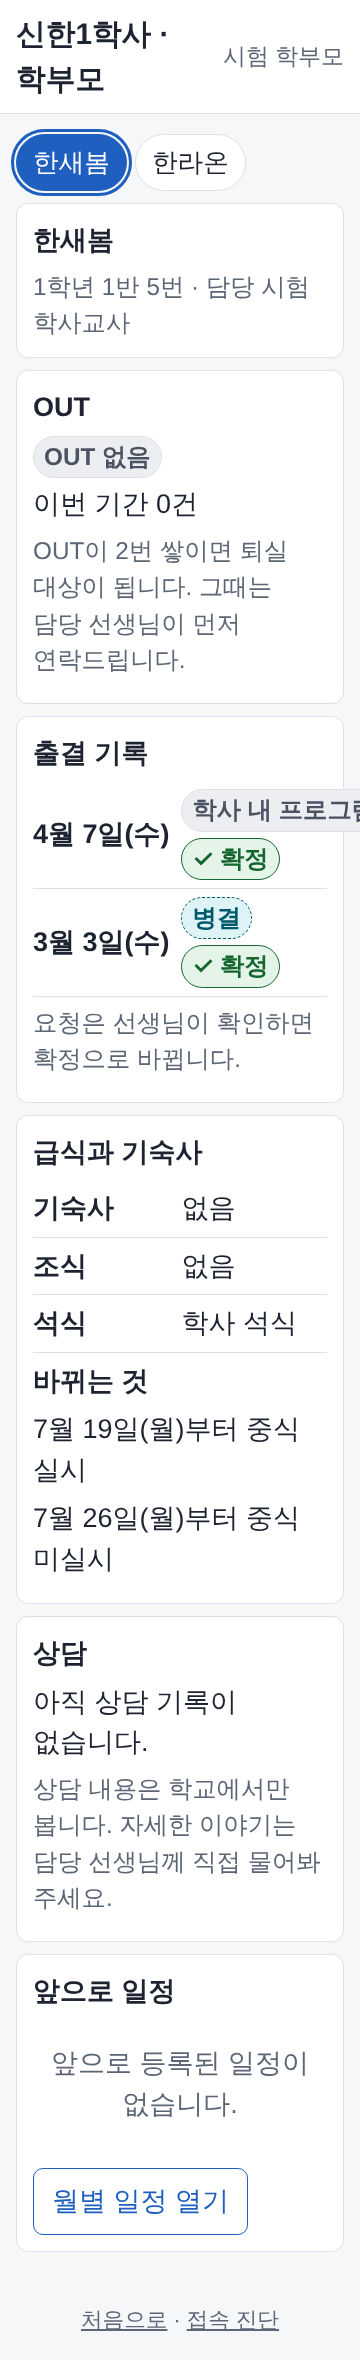 신한1학사 ·
학부모
시험 학부모
한새봄
한라온
한새봄
1학년 1반 5번 · 담당 시험
학사교사
OUT
OUT 없음
이번 기간 0건
OUT이 2번 쌓이면 퇴실
대상이 됩니다. 그때는
담당 선생님이 먼저
연락드립니다.
출결 기록
4월 7일(수)
학사 내 프로그
✓ 확정
3월 3일(수)
병결
✓ 확정
요청은 선생님이 확인하면
확정으로 바뀝니다.
급식과 기숙사
기숙사 없음
조식 없음
석식 학사 석식
바뀌는 것
7월 19일(월)부터 중식
실시
7월 26일(월)부터 중식
미실시
상담
아직 상담 기록이
없습니다.
상담 내용은 학교에서만
봅니다. 자세한 이야기는
담당 선생님께 직접 물어봐
주세요.
앞으로 일정
앞으로 등록된 일정이
없습니다.
월별 일정 열기
처음으로 · 접속 진단